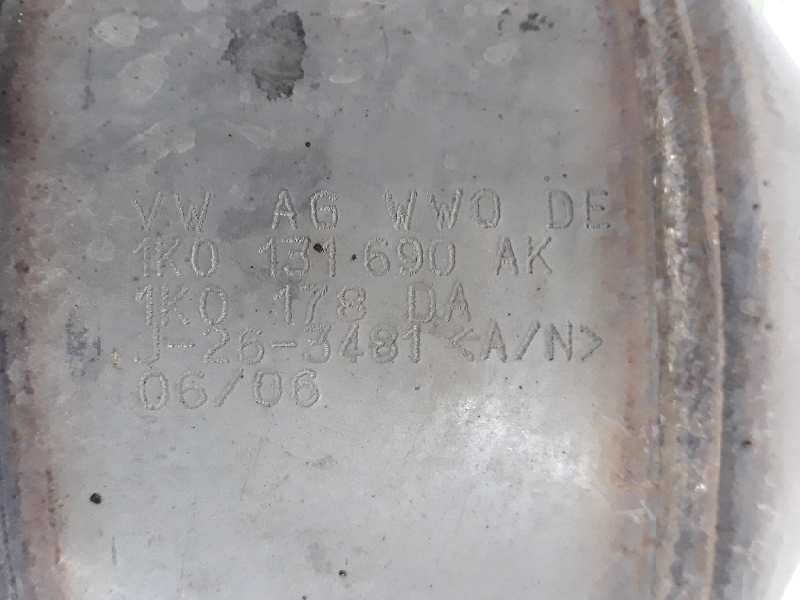 VW AG WWO DE
1K0 131 690 AK
1K0 178 DA
J-26-3481 <A/N>
06/06